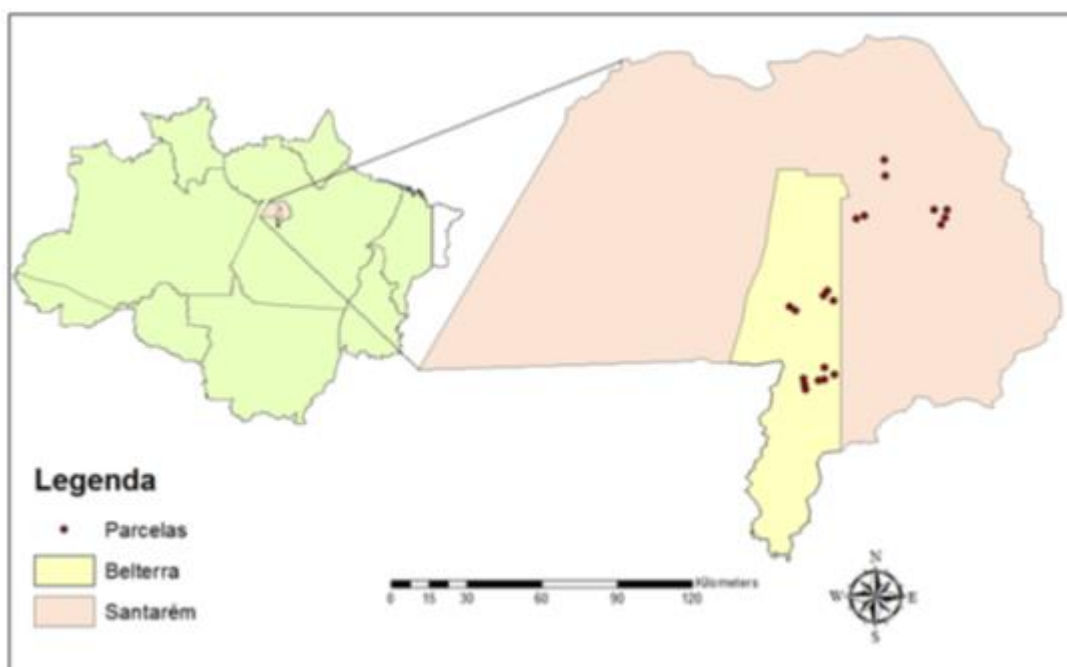 Legenda
Parcelas
Belterra
Santarém
Kilometers
0 15 30 60 90 120
N
W E
S